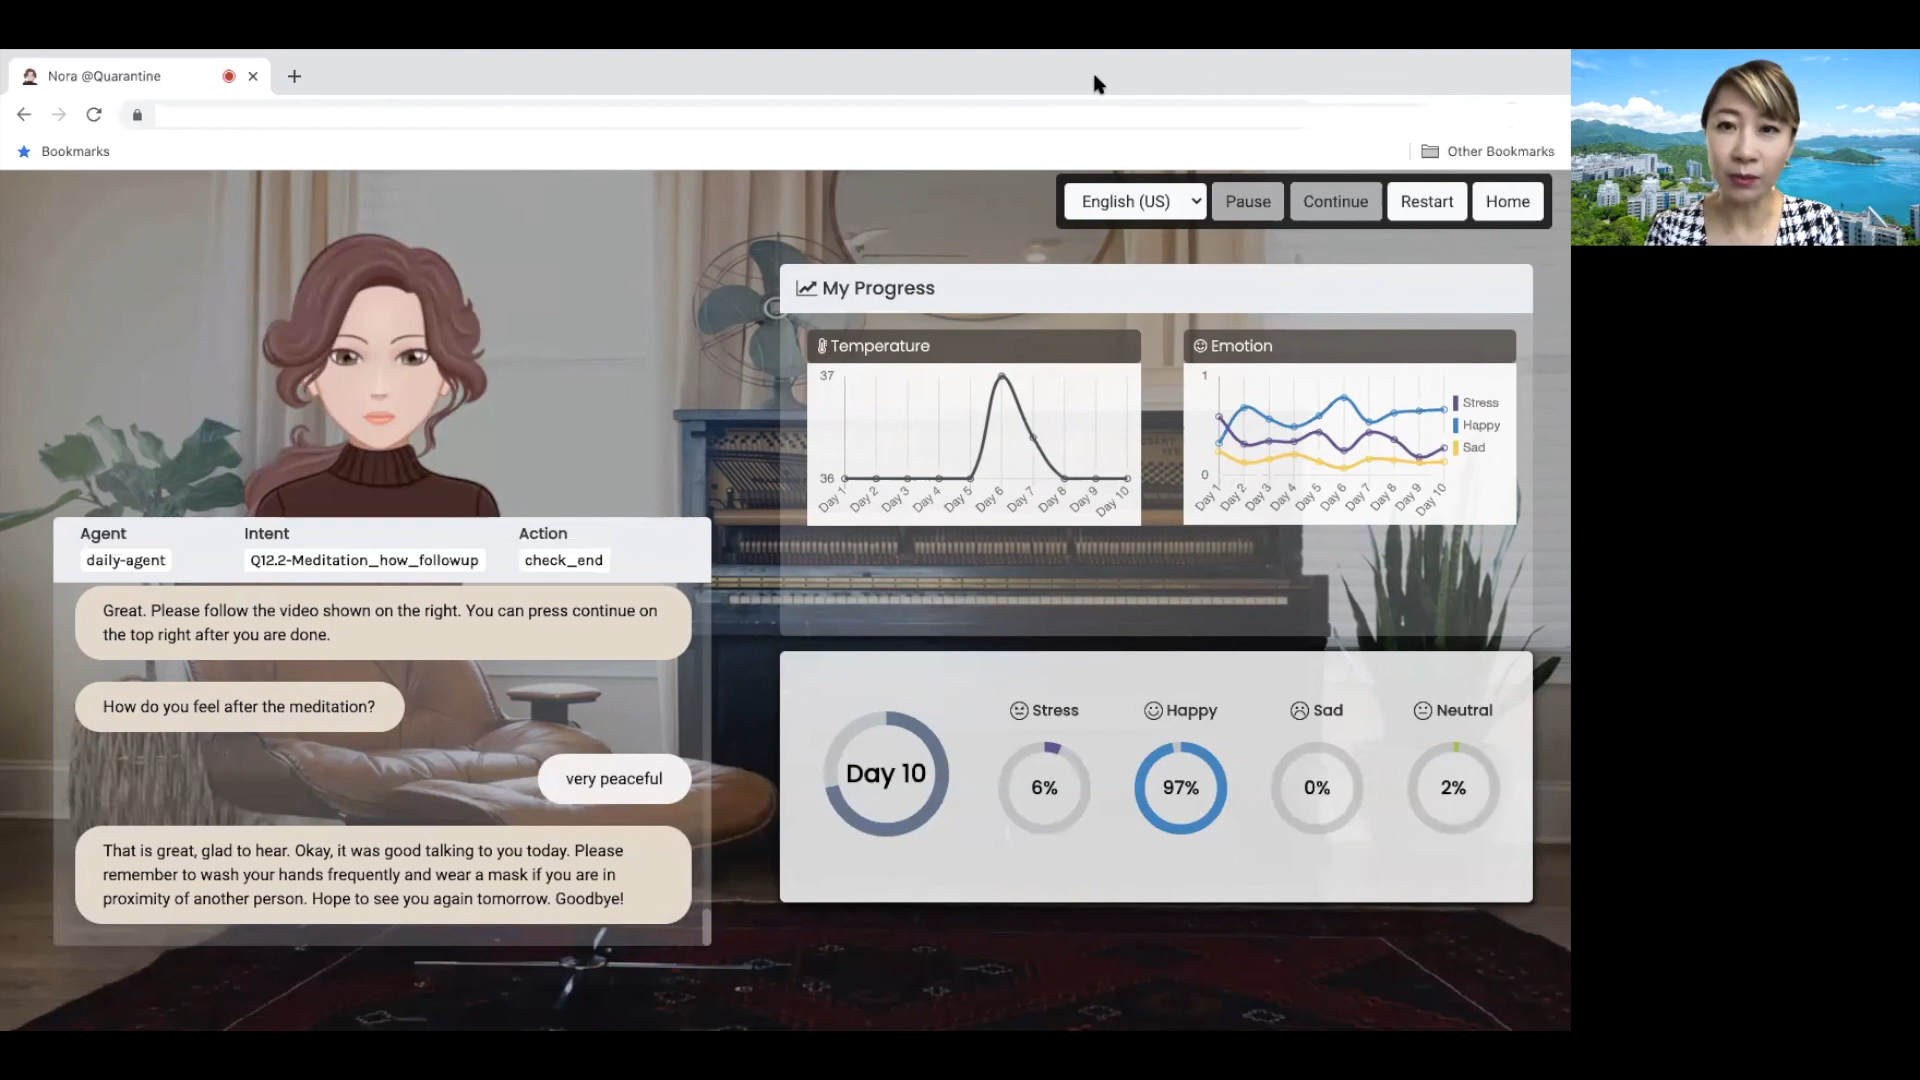 Nora @Quarantine
Bookmarks
Other Bookmarks
English (US)
Pause
Continue
Restart
Home
My Progress
Temperature
37
36
Day 1
Day 2
Day 3
Day 4
Day 5
Day 6
Day 7
Day 8
Day 9
Day 10
Emotion
1
0
Day 1
Day 2
Day 3
Day 4
Day 5
Day 6
Day 7
Day 8
Day 9
Day 10
Stress
Happy
Sad
Agent
Intent
Action
daily-agent
Q12.2-Meditation_how_followup
check_end
Great. Please follow the video shown on the right. You can press continue on
the top right after you are done.
How do you feel after the meditation?
very peaceful
That is great, glad to hear. Okay, it was good talking to you today. Please
remember to wash your hands frequently and wear a mask if you are in
proximity of another person. Hope to see you again tomorrow. Goodbye!
Day 10
Stress
6%
Happy
97%
Sad
0%
Neutral
2%